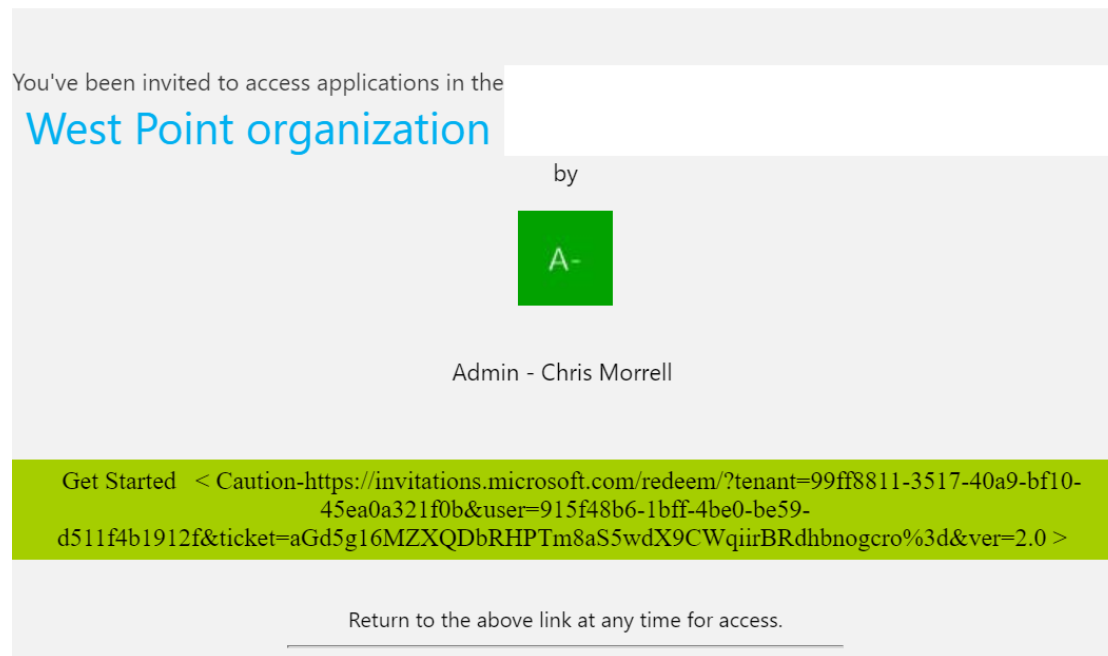 You've been invited to access applications in the
West Point organization
by
A-
Admin - Chris Morrell
Get Started < Caution-https://invitations.microsoft.com/redeem/?tenant=99ff8811-3517-40a9-bf10-
45ea0a321f0b&user=915f48b6-1bff-4be0-be59-
d511f4b1912f&ticket=aGd5g16MZXQDbRHPTm8aS5wdX9CWqiirBRdhbnogcro%3d&ver=2.0 >
Return to the above link at any time for access.